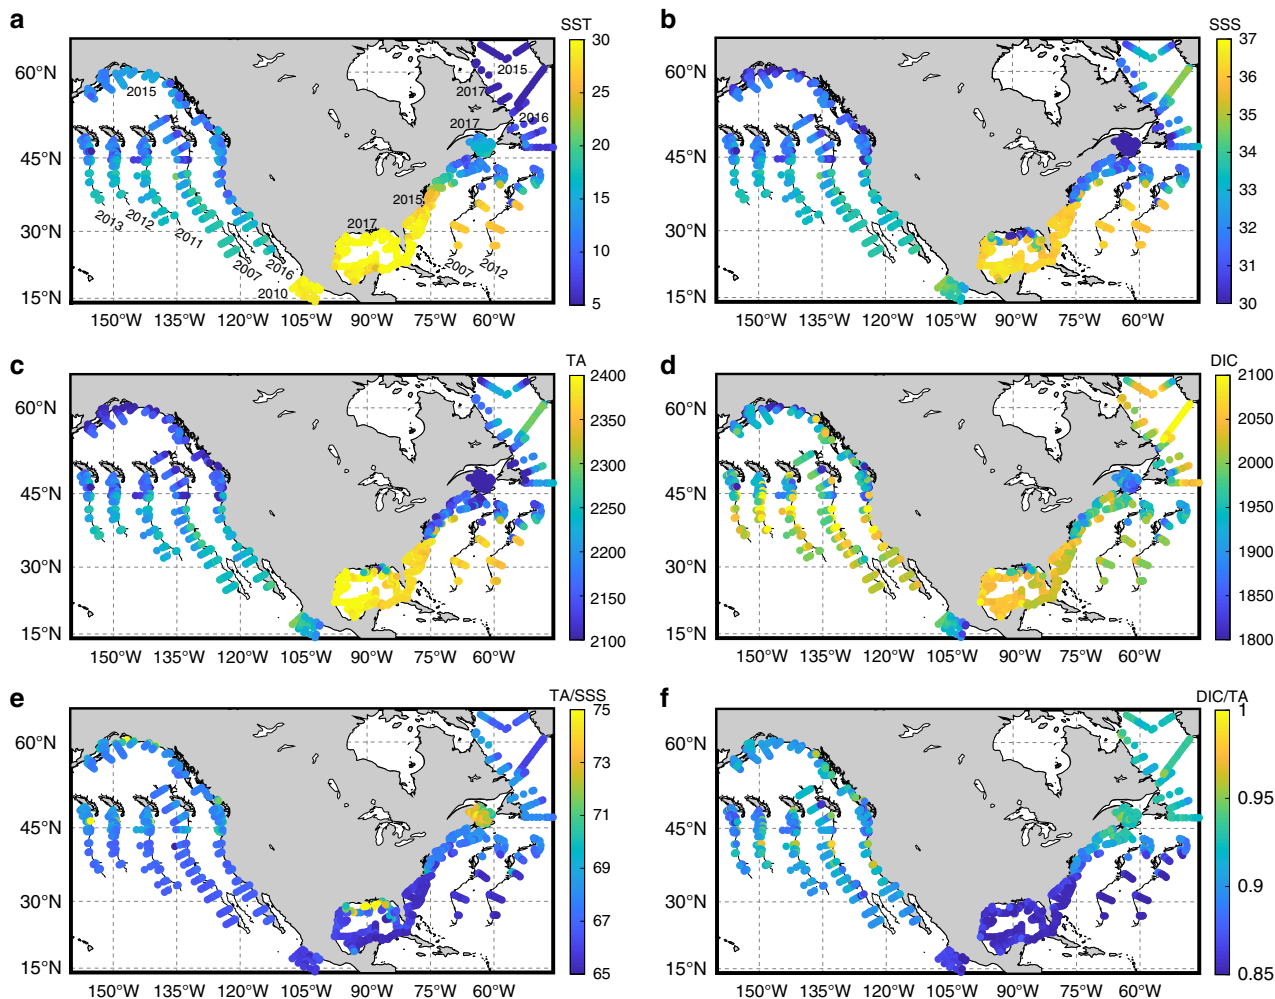 a
SST
60°N
45°N
30°N
15°N
150°W 135°W 120°W 105°W 90°W 75°W 60°W
30
25
20
15
10
5
2015
2015
2017
2017
2016
2015
2013
2012
2011
2017
2007
2016
2010
2007
2012
b
SSS
60°N
45°N
30°N
15°N
150°W 135°W 120°W 105°W 90°W 75°W 60°W
37
36
35
34
33
32
31
30
c
TA
60°N
45°N
30°N
15°N
150°W 135°W 120°W 105°W 90°W 75°W 60°W
2400
2350
2300
2250
2200
2150
2100
d
DIC
60°N
45°N
30°N
15°N
150°W 135°W 120°W 105°W 90°W 75°W 60°W
2100
2050
2000
1950
1900
1850
1800
e
TA/SSS
60°N
45°N
30°N
15°N
150°W 135°W 120°W 105°W 90°W 75°W 60°W
75
73
71
69
67
65
f
DIC/TA
60°N
45°N
30°N
15°N
150°W 135°W 120°W 105°W 90°W 75°W 60°W
1
0.95
0.9
0.85